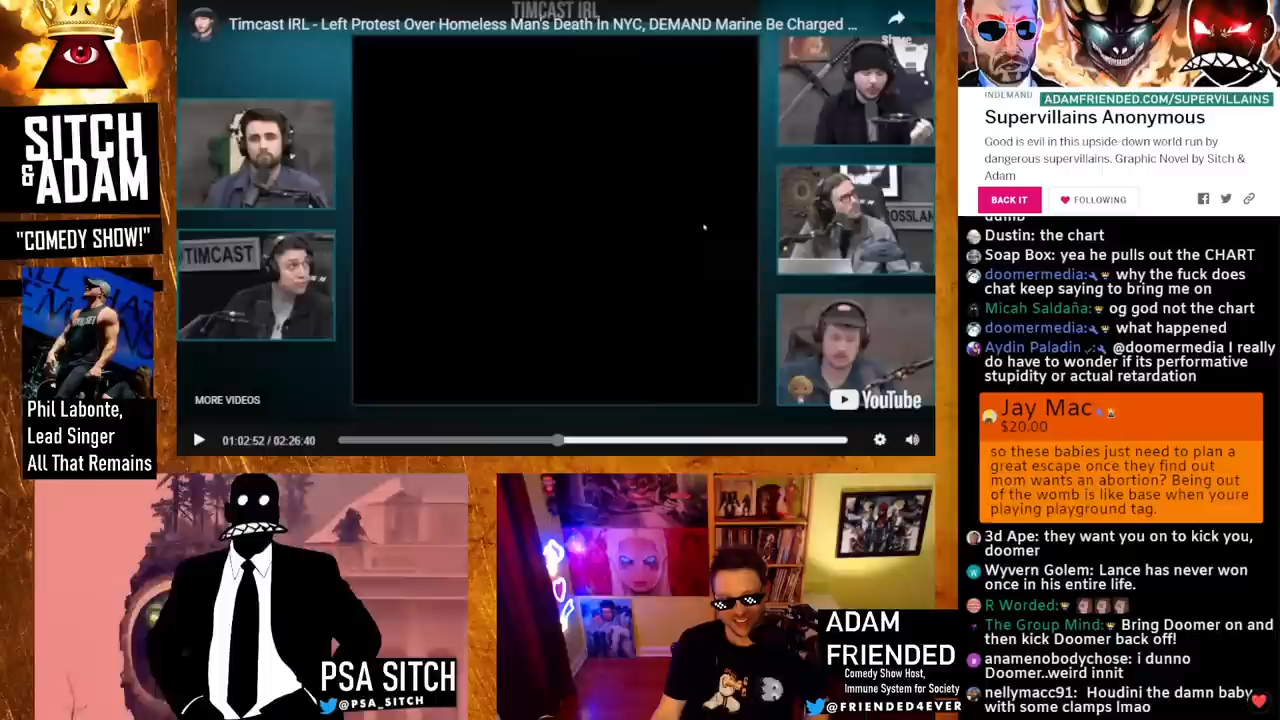 TIMCAST IRL
Timcast IRL - Left Protest Over Homeless Man's Death In NYC, DEMAND Marine Be Charged ...
Share
TIMCAST
MORE VIDEOS
YouTube
01:02:52 / 02:26:40
SITCH
& ADAM
"COMEDY SHOW!"
Phil Labonte,
Lead Singer
All That Remains
PSA SITCH
@PSA_SITCH
ADAM
FRIENDED
Comedy Show Host,
Immune System for Society
@FRIENDED4EVER
INDEMAND
ADAMFRIENDED.COM/SUPERVILLAINS
Supervillains Anonymous
Good is evil in this upside-down world run by
dangerous supervillains. Graphic Novel by Sitch &
Adam
BACK IT
FOLLOWING
dumb
Dustin: the chart
Soap Box: yea he pulls out the CHART
doomermedia: why the fuck does
chat keep saying to bring me on
Micah Saldaña: og god not the chart
doomermedia: what happened
Aydin Paladin: @doomermedia I really
do have to wonder if its performative
stupidity or actual retardation
Jay Mac
$20.00
so these babies just need to plan a
great escape once they find out
mom wants an abortion? Being out
of the womb is like base when youre
playing playground tag.
3d Ape: they want you on to kick you,
doomer
Wyvern Golem: Lance has never won
once in his entire life.
R Worded:
The Group Mind: Bring Doomer on and
then kick Doomer back off!
anamenobodychose: i dunno
Doomer..weird innit
nellymacc91: Houdini the damn baby
with some clamps lmao